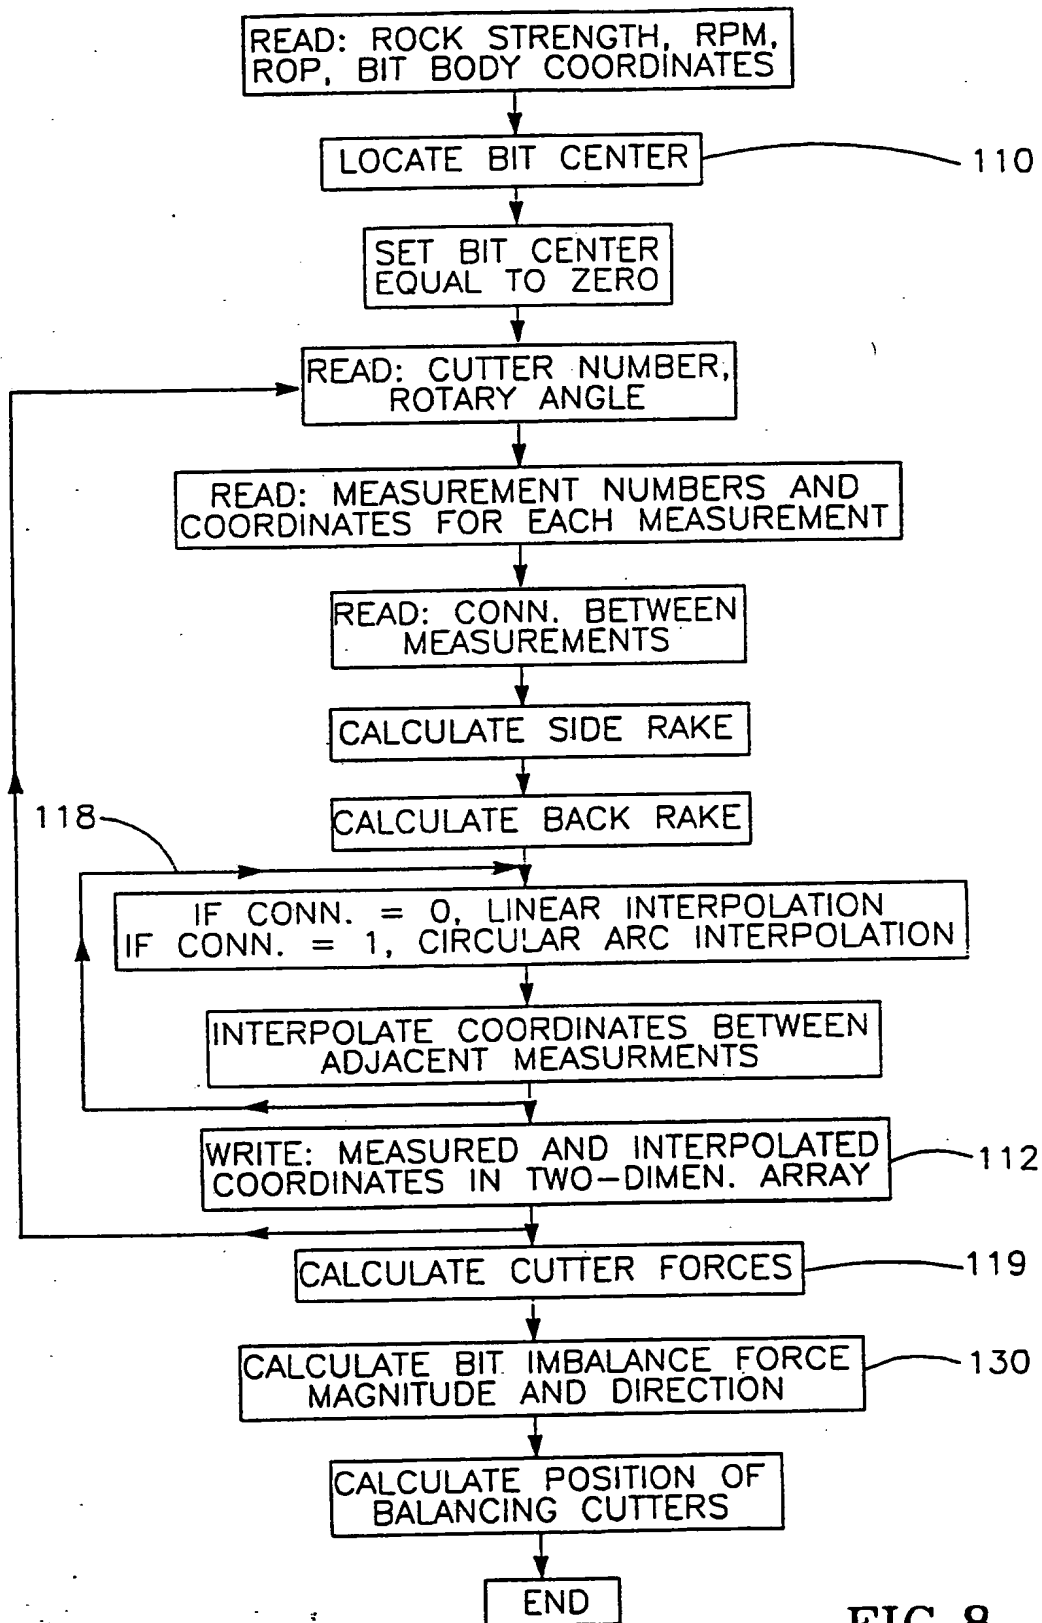 READ: ROCK STRENGTH, RPM,
ROP, BIT BODY COORDINATES
LOCATE BIT CENTER
110
SET BIT CENTER
EQUAL TO ZERO
READ: CUTTER NUMBER,
ROTARY ANGLE
READ: MEASUREMENT NUMBERS AND
COORDINATES FOR EACH MEASUREMENT
READ: CONN. BETWEEN
MEASUREMENTS
CALCULATE SIDE RAKE
CALCULATE BACK RAKE
118
IF CONN. = 0, LINEAR INTERPOLATION
IF CONN. = 1, CIRCULAR ARC INTERPOLATION
INTERPOLATE COORDINATES BETWEEN
ADJACENT MEASURMENTS
WRITE: MEASURED AND INTERPOLATED
COORDINATES IN TWO-DIMEN. ARRAY
112
CALCULATE CUTTER FORCES
119
CALCULATE BIT IMBALANCE FORCE
MAGNITUDE AND DIRECTION
130
CALCULATE POSITION OF
BALANCING CUTTERS
END
FIG. 8